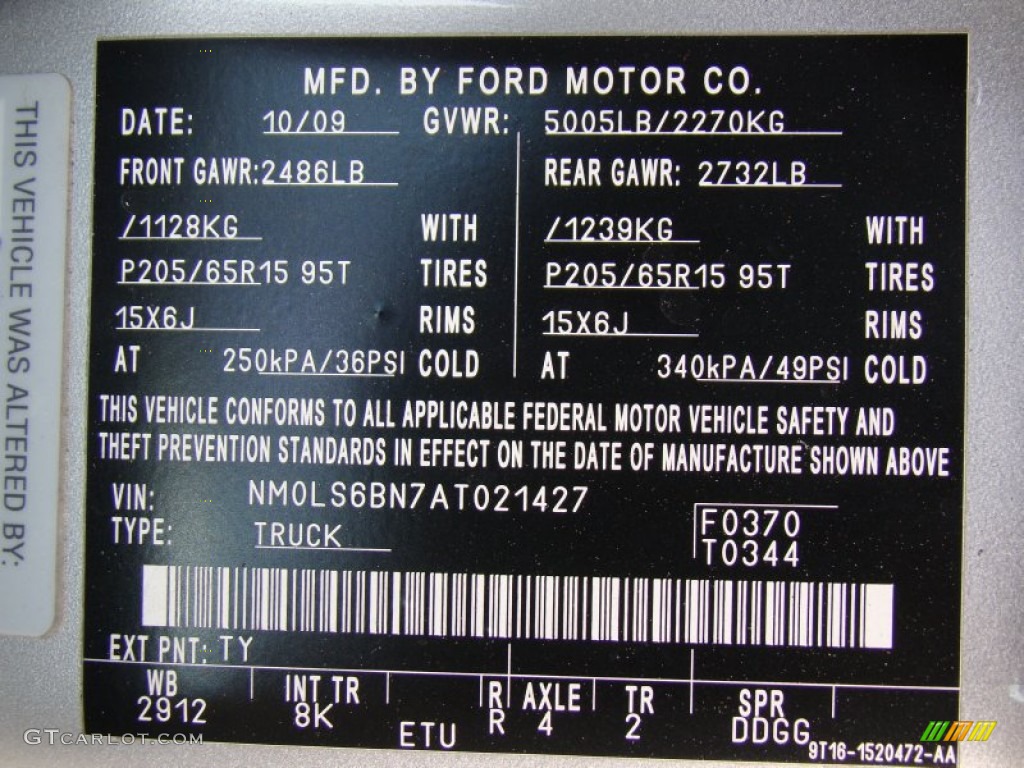 MFD. BY FORD MOTOR CO.
DATE: 10/09 GVWR: 5005LB/2270KG
FRONT GAWR: 2486LB REAR GAWR: 2732LB
/1128KG WITH /1239KG WITH
P205/65R15 95T TIRES P205/65R15 95T TIRES
15X6J RIMS 15X6J RIMS
AT 250kPA/36PSI COLD AT 340kPA/49PSI COLD
THIS VEHICLE CONFORMS TO ALL APPLICABLE FEDERAL MOTOR VEHICLE SAFETY AND
THEFT PREVENTION STANDARDS IN EFFECT ON THE DATE OF MANUFACTURE SHOWN ABOVE
VIN: NM0LS6BN7AT021427
TYPE: TRUCK
F0370
T0344
EXT PNT: TY
WB INT TR R AXLE TR SPR
2912 8K ETU R 4 2 DDGG
9T16-1520472-AA
THIS VEHICLE WAS ALTERED BY:
GTCARLOT.COM